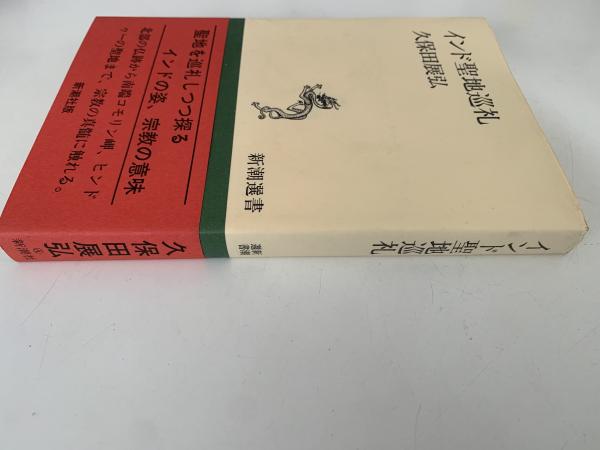 インド聖地巡礼
久保田展弘
新潮選書
聖地を巡礼しつつ探る
インドの姿、宗教の意味
北部の仏跡から南端コモリン岬、ヒンド
ゥーの聖地まで、宗教の真髄に触れる。
新潮社版
インド聖地巡礼
新潮
選書
久保田展弘
新潮社